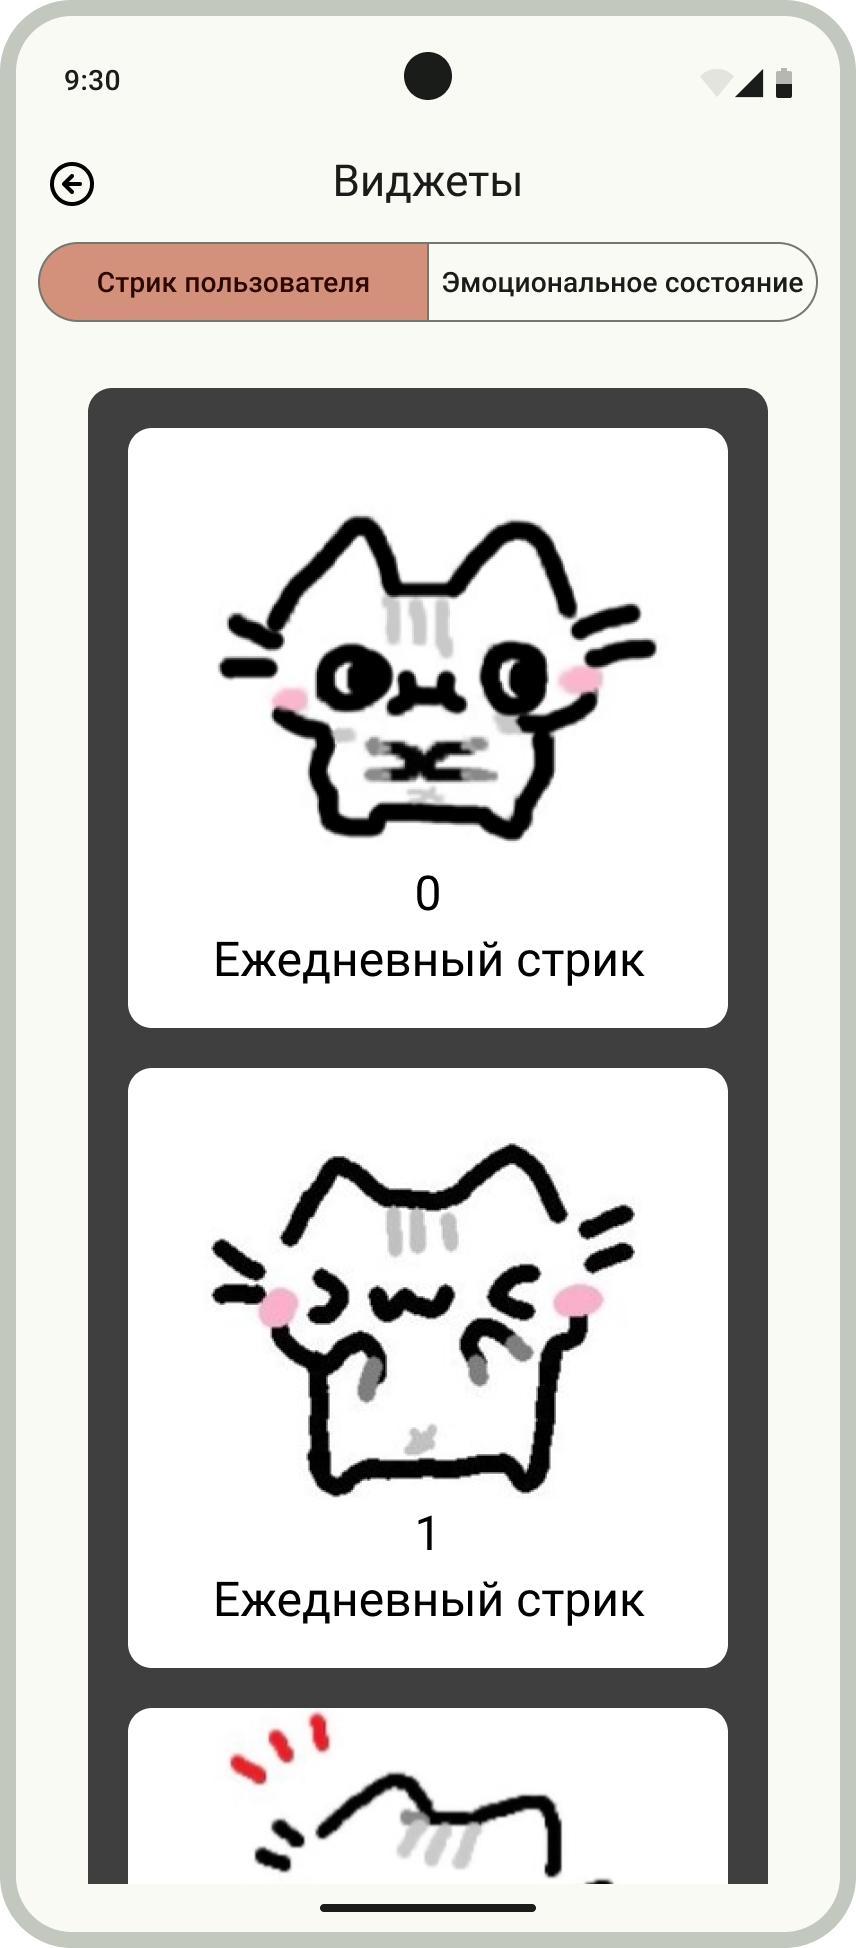 9:30
Виджеты
Стрик пользователя
Эмоциональное состояние
0
Ежедневный стрик
1
Ежедневный стрик